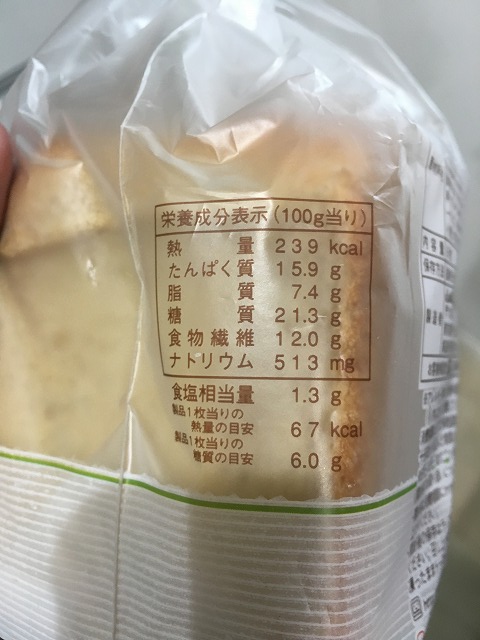 栄養成分表示(100g当り)
熱量 239 kcal
たんぱく質 15.9 g
脂質 7.4 g
糖質 21.3 g
食物繊維 12.0 g
ナトリウム 513 mg
食塩相当量 1.3 g
製品1枚当りの
熱量の目安 67 kcal
製品1枚当りの
糖質の目安 6.0 g
内容量